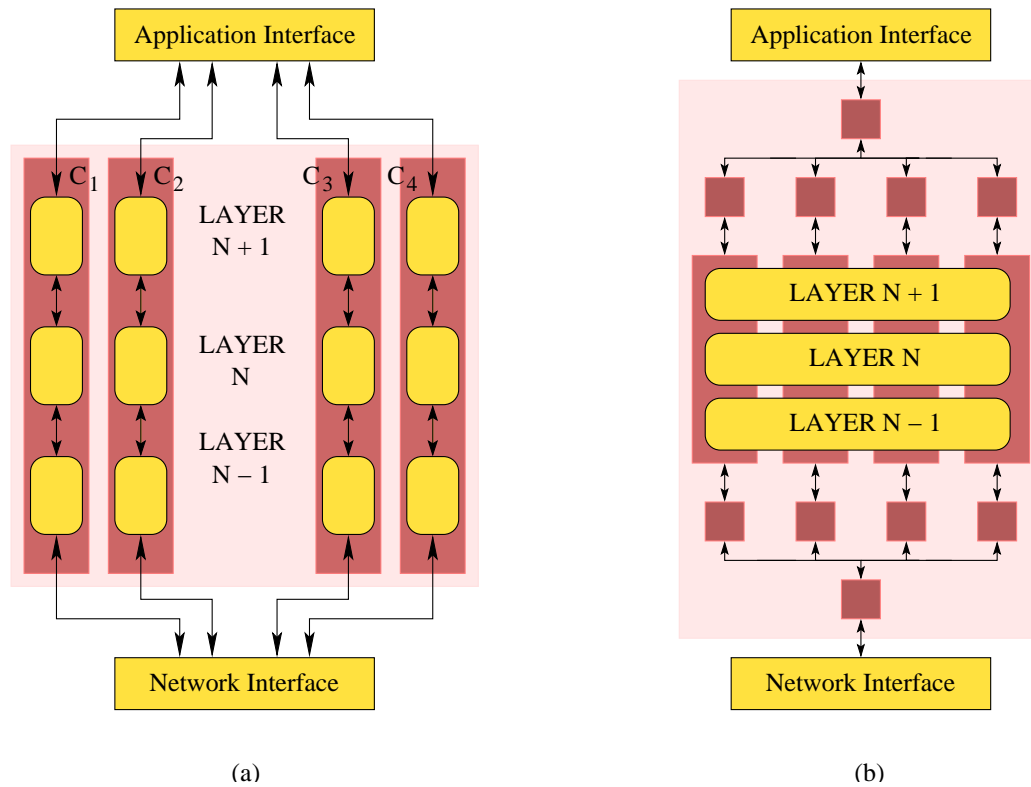 Application Interface
C1
C2
C3
C4
LAYER
N + 1
LAYER
N
LAYER
N − 1
Network Interface
(a)
Application Interface
LAYER N + 1
LAYER N
LAYER N − 1
Network Interface
(b)